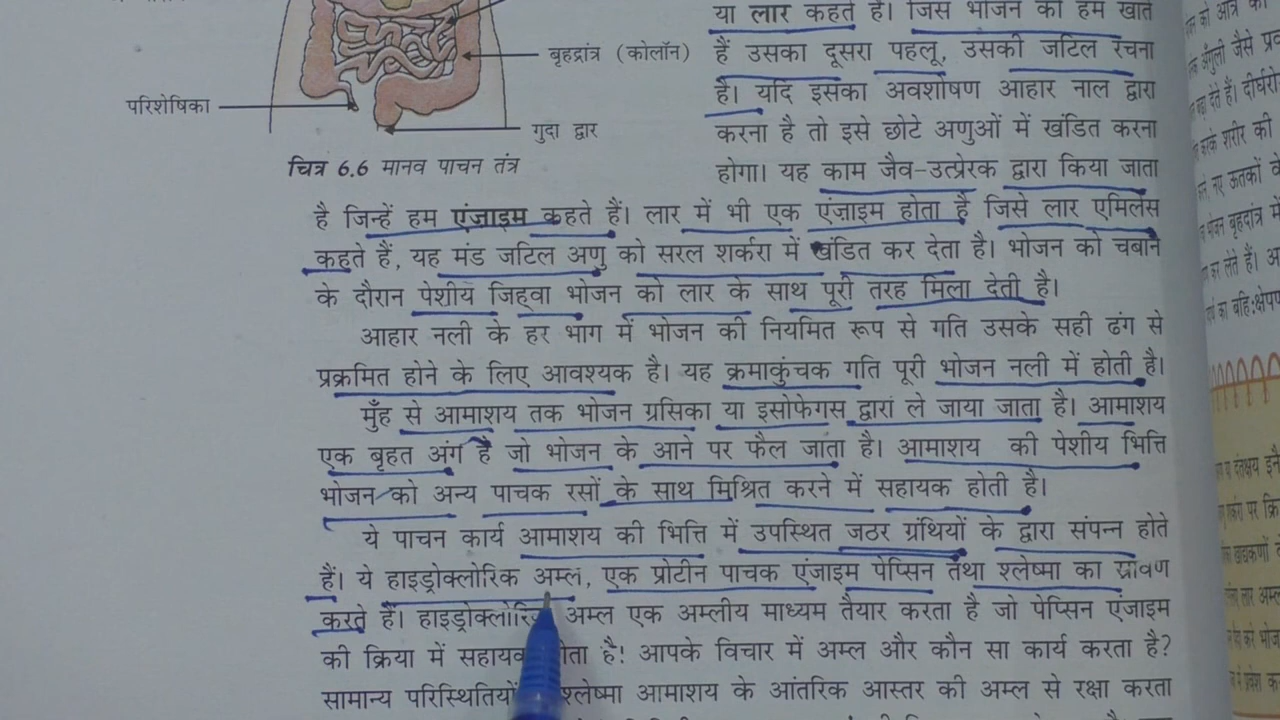 बृहदांत्र (कोलॉन)
परिशेषिका
गुदा द्वार
चित्र 6.6 मानव पाचन तंत्र
या लार कहते हैं। जिस भोजन को हम खाते
हैं उसका दूसरा पहलू, उसकी जटिल रचना
है। यदि इसका अवशोषण आहार नाल द्वारा
करना है तो इसे छोटे अणुओं में खंडित करना
होगा। यह काम जैव-उत्प्रेरक द्वारा किया जाता
है जिन्हें हम एंजाइम कहते हैं। लार में भी एक एंजाइम होता है जिसे लार एमिलेस
कहते हैं, यह मंड जटिल अणु को सरल शर्करा में खंडित कर देता है। भोजन को चबाने
के दौरान पेशीय जिह्वा भोजन को लार के साथ पूरी तरह मिला देती है।
आहार नली के हर भाग में भोजन की नियमित रूप से गति उसके सही ढंग से
प्रक्रमित होने के लिए आवश्यक है। यह क्रमाकुंचक गति पूरी भोजन नली में होती है।
मुँह से आमाशय तक भोजन ग्रसिका या इसोफेगस द्वारा ले जाया जाता है। आमाशय
एक बृहत अंग है जो भोजन के आने पर फैल जाता है। आमाशय की पेशीय भित्ति
भोजन को अन्य पाचक रसों के साथ मिश्रित करने में सहायक होती है।
ये पाचन कार्य आमाशय की भित्ति में उपस्थित जठर ग्रंथियों के द्वारा संपन्न होते
हैं। ये हाइड्रोक्लोरिक अम्ल, एक प्रोटीन पाचक एंजाइम पेप्सिन तथा श्लेष्मा का स्रावण
करते हैं। हाइड्रोक्लोरिक अम्ल एक अम्लीय माध्यम तैयार करता है जो पेप्सिन एंजाइम
की क्रिया में सहायक होता है! आपके विचार में अम्ल और कौन सा कार्य करता है?
सामान्य परिस्थितियों श्लेष्मा आमाशय के आंतरिक आस्तर की अम्ल से रक्षा करता